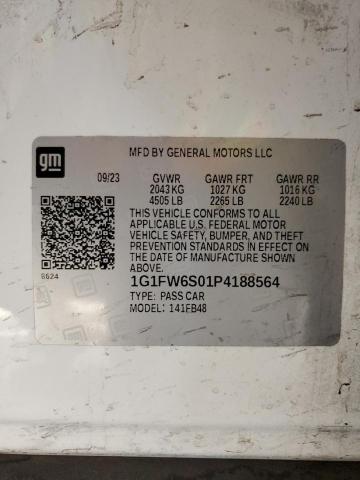 gm
MFD BY GENERAL MOTORS LLC
09/23 GVWR GAWR FRT GAWR RR
2043 KG 1027 KG 1016 KG
4505 LB 2265 LB 2240 LB
THIS VEHICLE CONFORMS TO ALL
APPLICABLE U.S. FEDERAL MOTOR
VEHICLE SAFETY, BUMPER, AND THEFT
PREVENTION STANDARDS IN EFFECT ON
THE DATE OF MANUFACTURE SHOWN
ABOVE.
8624
1G1FW6S01P4188564
TYPE: PASS CAR
MODEL: 141FB48